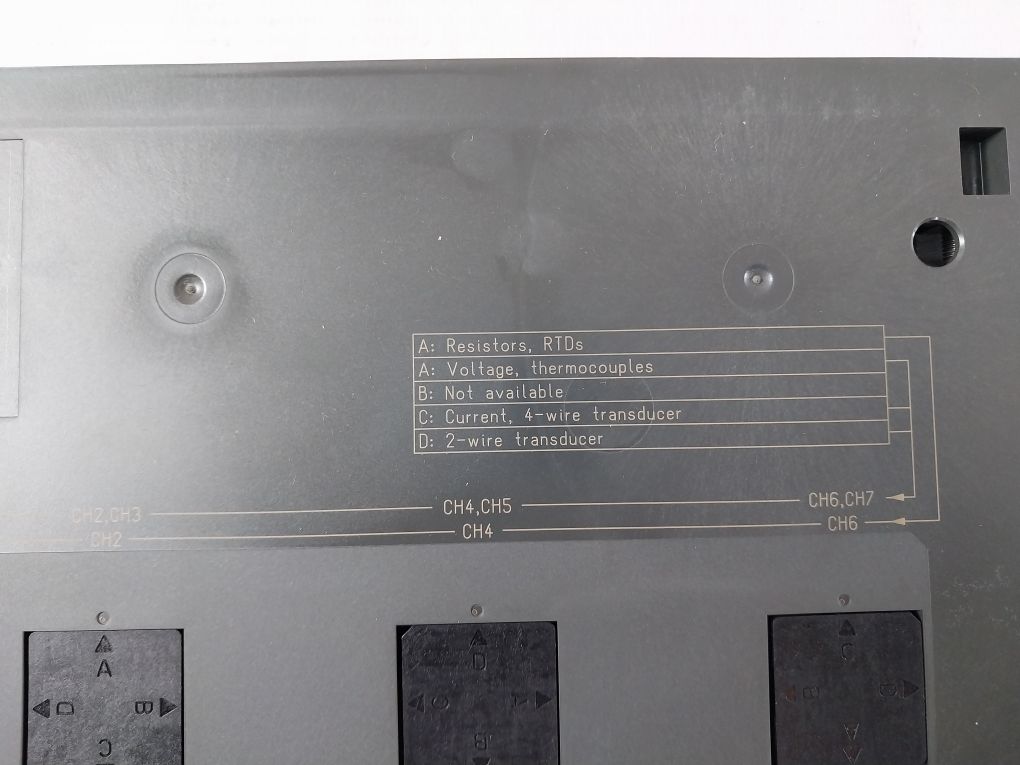 A: Resistors, RTDs
A: Voltage, thermocouples
B: Not available
C: Current, 4-wire transducer
D: 2-wire transducer
CH2,CH3 CH4,CH5 CH6,CH7
CH2 CH4 CH6
A D C
D B C A B D
C B A